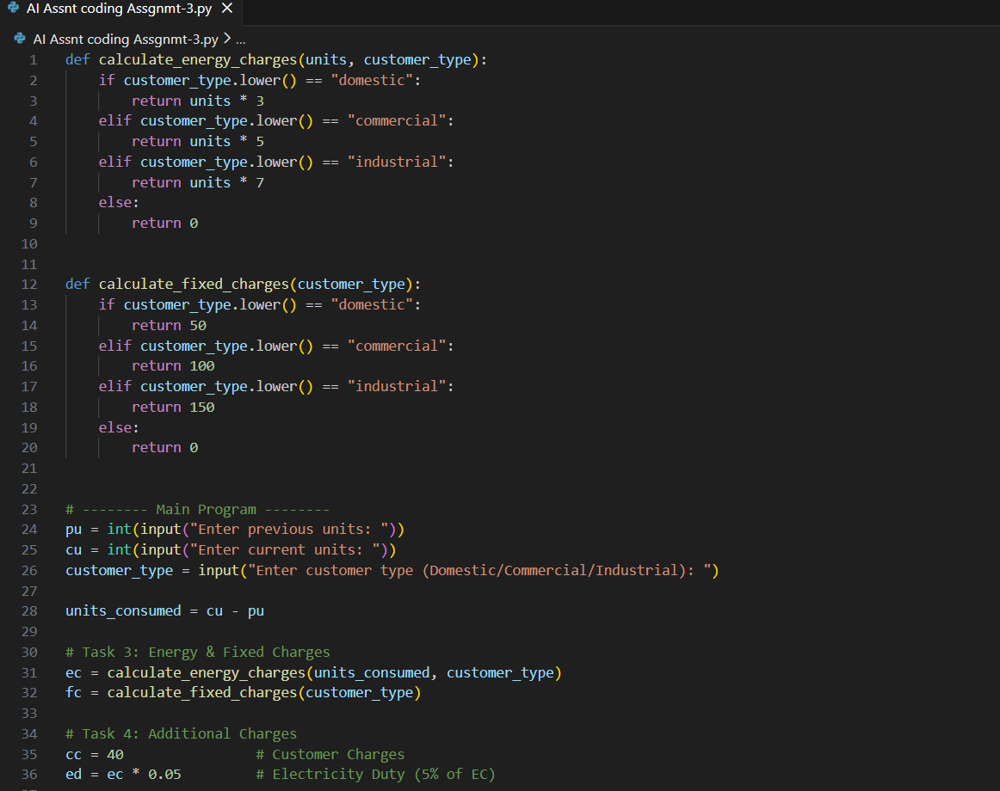 AI Assnt coding Assgnmt-3.py ×
AI Assnt coding Assgnmt-3.py > ...
1 def calculate_energy_charges(units, customer_type):
2     if customer_type.lower() == "domestic":
3         return units * 3
4     elif customer_type.lower() == "commercial":
5         return units * 5
6     elif customer_type.lower() == "industrial":
7         return units * 7
8     else:
9         return 0
10
11
12 def calculate_fixed_charges(customer_type):
13     if customer_type.lower() == "domestic":
14         return 50
15     elif customer_type.lower() == "commercial":
16         return 100
17     elif customer_type.lower() == "industrial":
18         return 150
19     else:
20         return 0
21
22
23 # -------- Main Program --------
24 pu = int(input("Enter previous units: "))
25 cu = int(input("Enter current units: "))
26 customer_type = input("Enter customer type (Domestic/Commercial/Industrial): ")
27
28 units_consumed = cu - pu
29
30 # Task 3: Energy & Fixed Charges
31 ec = calculate_energy_charges(units_consumed, customer_type)
32 fc = calculate_fixed_charges(customer_type)
33
34 # Task 4: Additional Charges
35 cc = 40                # Customer Charges
36 ed = ec * 0.05         # Electricity Duty (5% of EC)